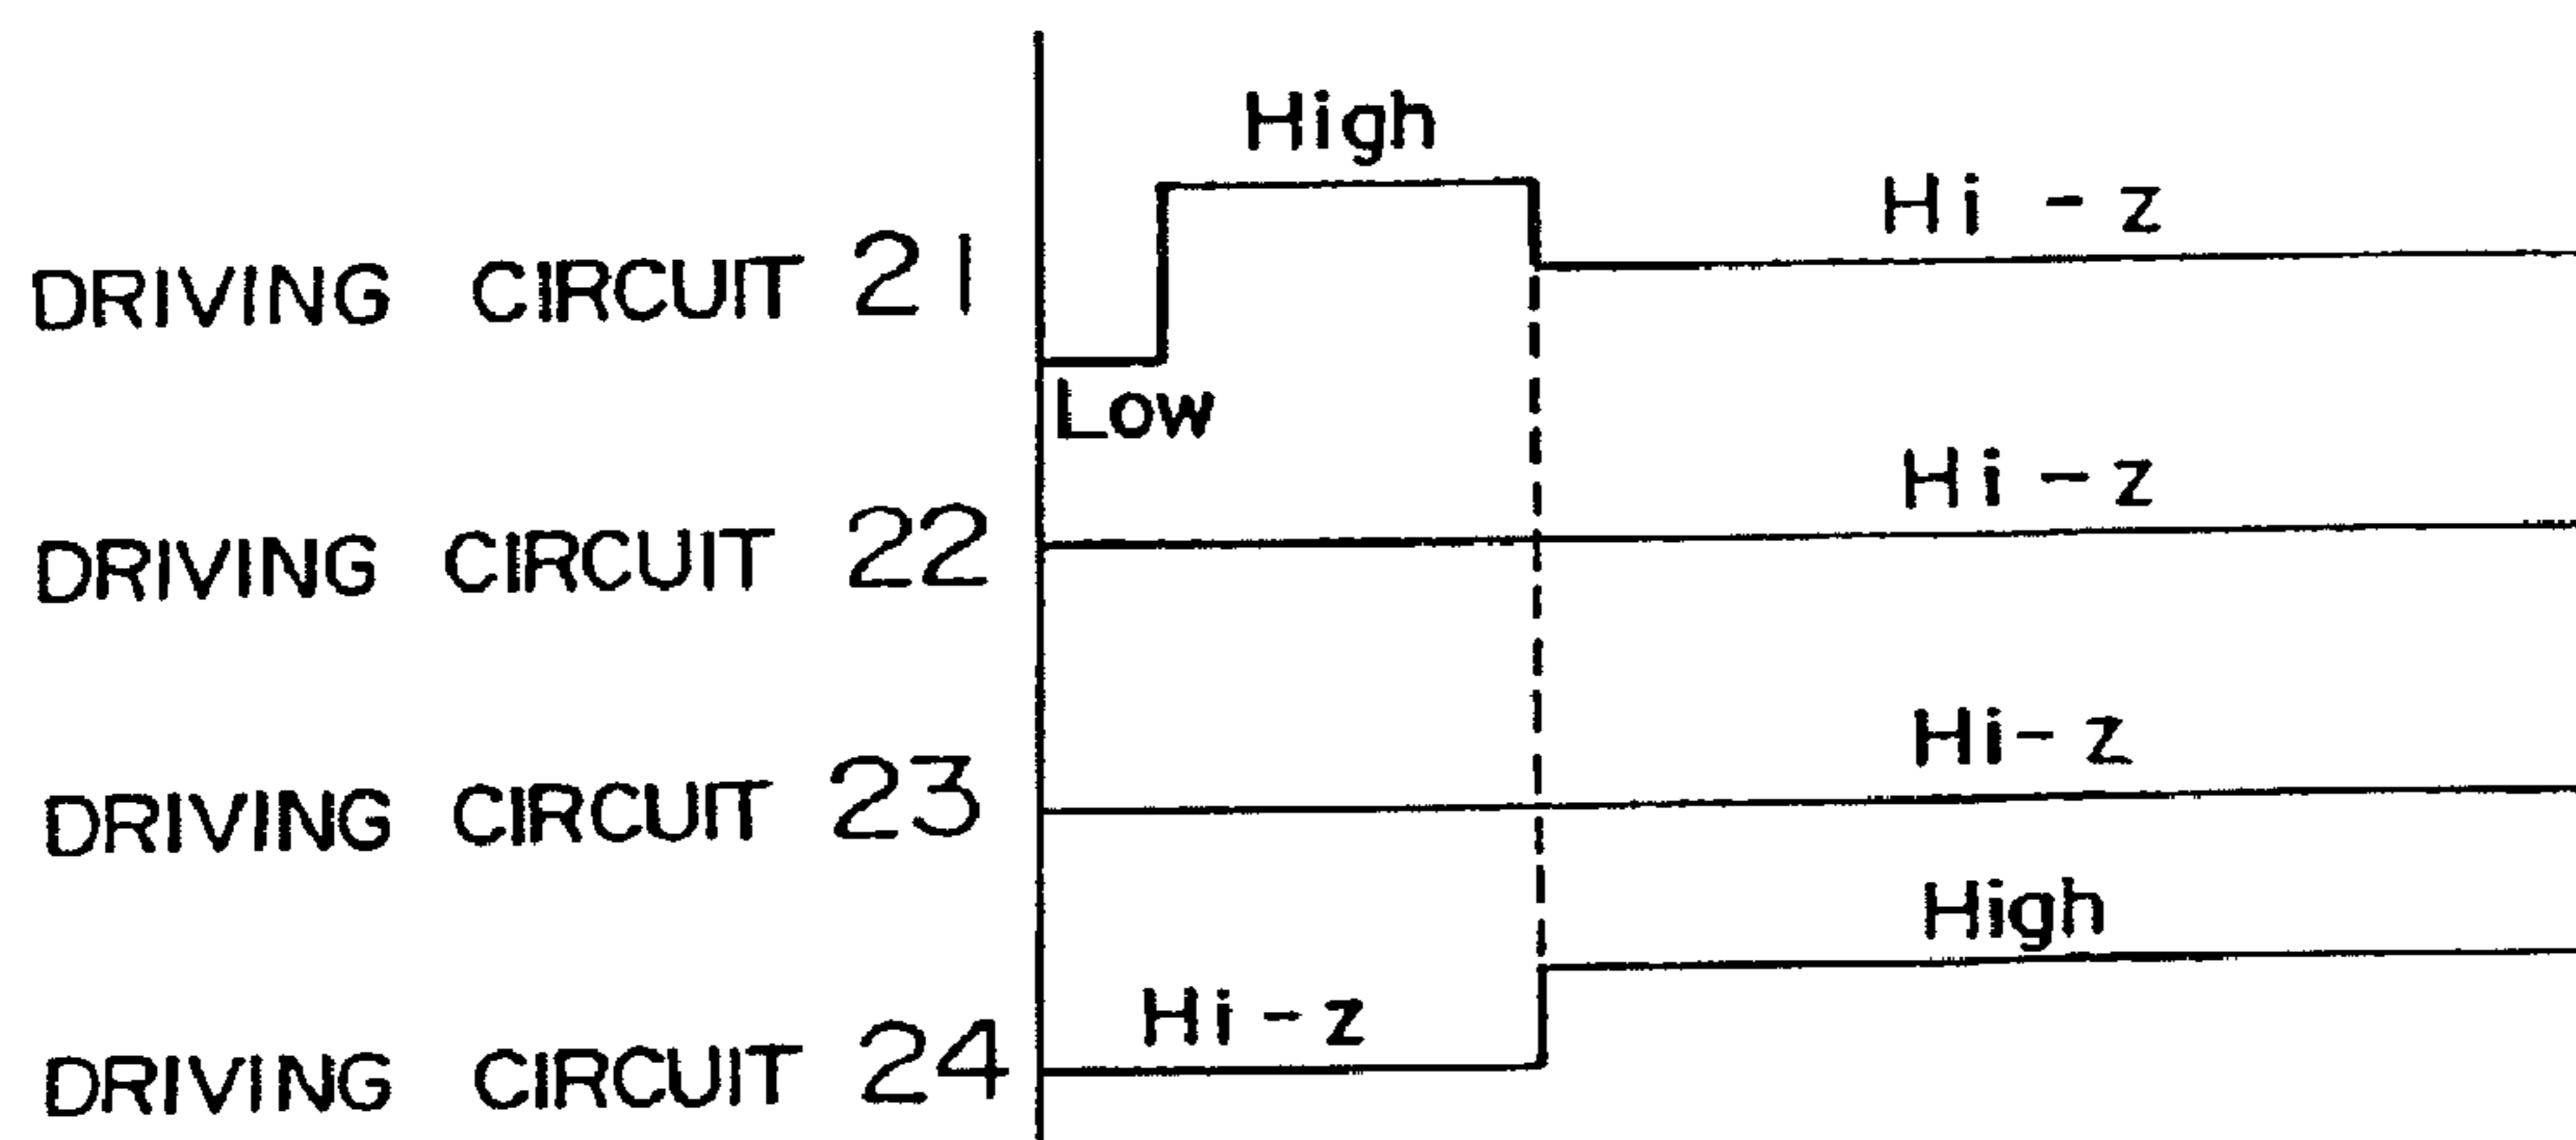 High
Hi - z
DRIVING CIRCUIT 21
Low
Hi - z
DRIVING CIRCUIT 22
Hi - z
DRIVING CIRCUIT 23
High
Hi - z
DRIVING CIRCUIT 24